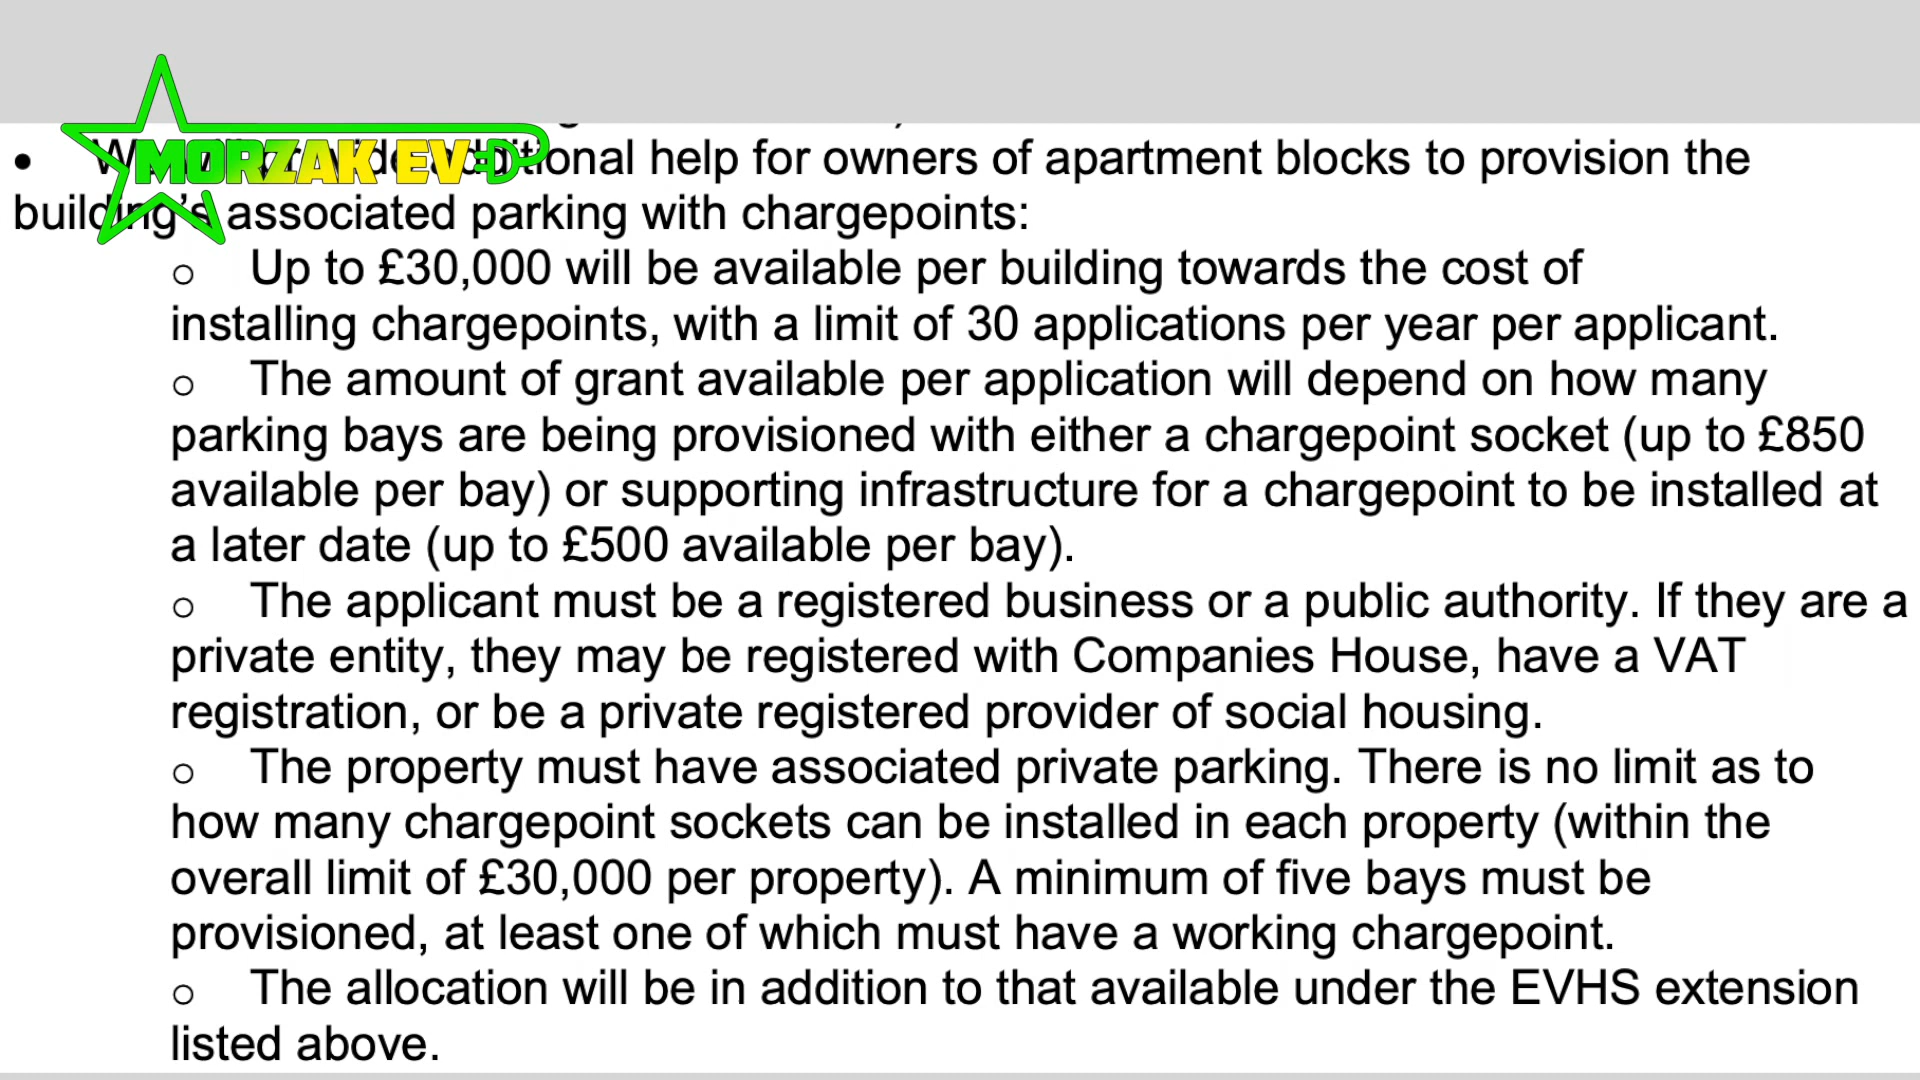 MORZAK EV
• We will provide additional help for owners of apartment blocks to provision the
building's associated parking with chargepoints:
o Up to £30,000 will be available per building towards the cost of
installing chargepoints, with a limit of 30 applications per year per applicant.
o The amount of grant available per application will depend on how many
parking bays are being provisioned with either a chargepoint socket (up to £850
available per bay) or supporting infrastructure for a chargepoint to be installed at
a later date (up to £500 available per bay).
o The applicant must be a registered business or a public authority. If they are a
private entity, they may be registered with Companies House, have a VAT
registration, or be a private registered provider of social housing.
o The property must have associated private parking. There is no limit as to
how many chargepoint sockets can be installed in each property (within the
overall limit of £30,000 per property). A minimum of five bays must be
provisioned, at least one of which must have a working chargepoint.
o The allocation will be in addition to that available under the EVHS extension
listed above.